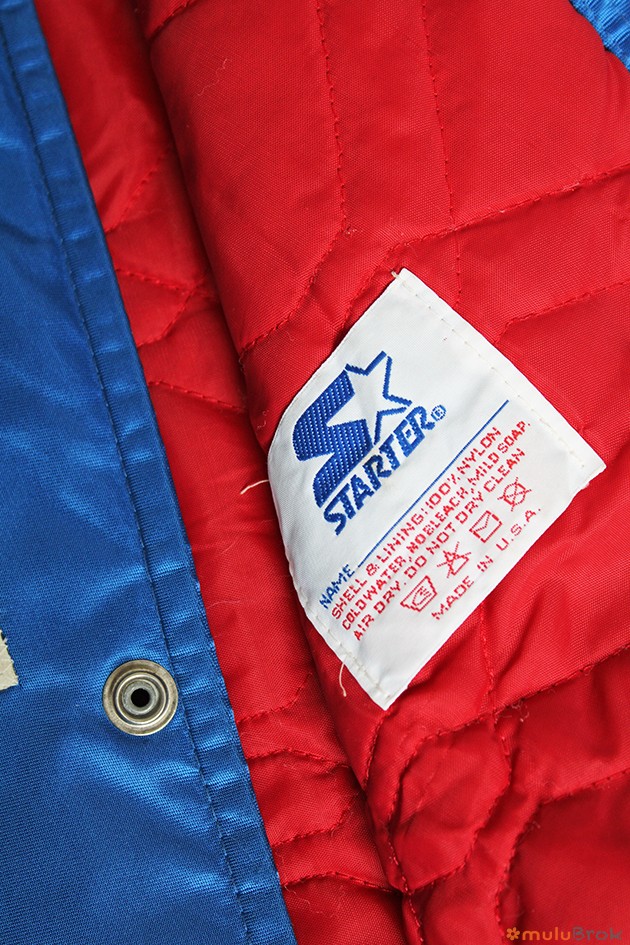 STARTER®
NAME
SHELL & LINING: 100% NYLON
COLD WATER, NO BLEACH, MILD SOAP.
AIR DRY. DO NOT DRY CLEAN
MADE IN U.S.A.
muluBrok